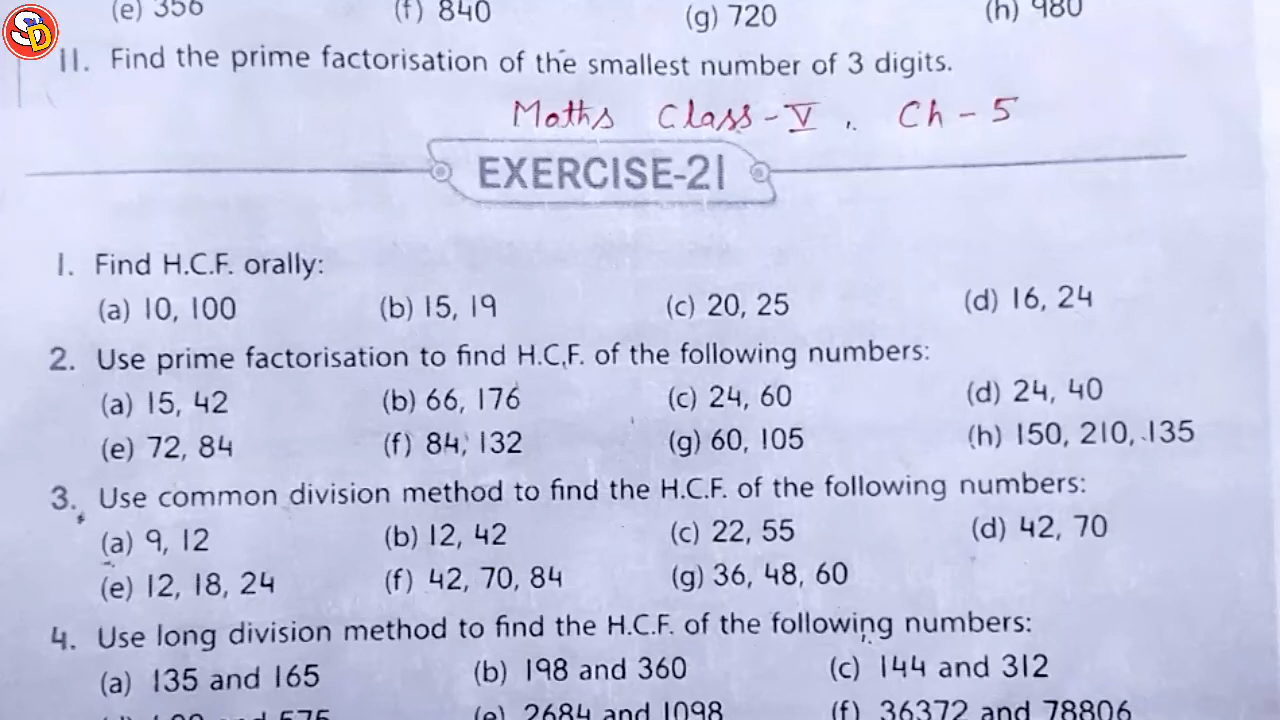 SD
(e) 356 (f) 840 (g) 720 (h) 980
11. Find the prime factorisation of the smallest number of 3 digits.
Maths Class-V, Ch-5
EXERCISE-21
1. Find H.C.F. orally:
(a) 10, 100 (b) 15, 19 (c) 20, 25 (d) 16, 24
2. Use prime factorisation to find H.C.F. of the following numbers:
(a) 15, 42 (b) 66, 176 (c) 24, 60 (d) 24, 40
(e) 72, 84 (f) 84, 132 (g) 60, 105 (h) 150, 210, 135
3. Use common division method to find the H.C.F. of the following numbers:
(a) 9, 12 (b) 12, 42 (c) 22, 55 (d) 42, 70
(e) 12, 18, 24 (f) 42, 70, 84 (g) 36, 48, 60
4. Use long division method to find the H.C.F. of the following numbers:
(a) 135 and 165 (b) 198 and 360 (c) 144 and 312
and 575 (e) 2684 and 1098 (f) 36372 and 78806